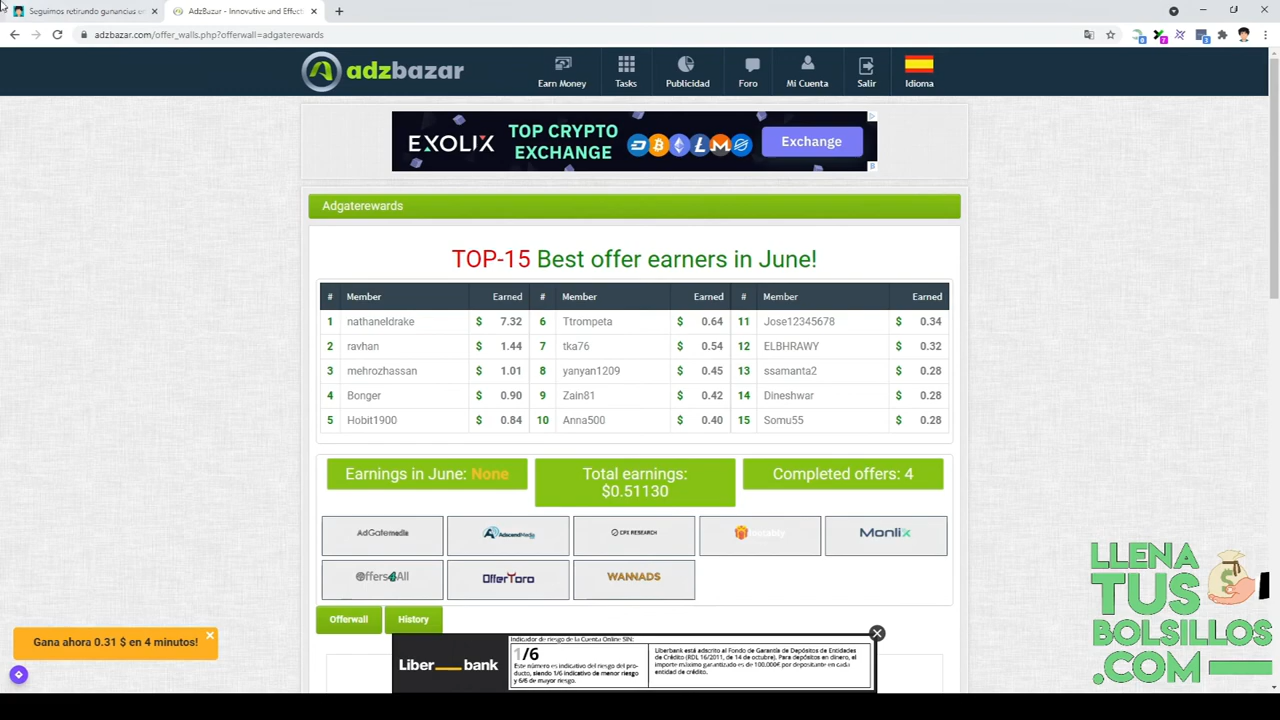 Seguimos retirando ganancias en
AdzBazar - Innovative and Effecti
adzbazar.com/offer_walls.php?offerwall=adgaterewards
adzbazar
Earn Money
Tasks
Publicidad
Foro
Mi Cuenta
Salir
Idioma
EXOLIX
TOP CRYPTO
EXCHANGE
Exchange
Adgaterewards
TOP-15 Best offer earners in June!
# Member Earned # Member Earned # Member Earned
1 nathaneldrake $ 7.32 6 Ttrompeta $ 0.64 11 Jose12345678 $ 0.34
2 ravhan $ 1.44 7 tka76 $ 0.54 12 ELBHRAWY $ 0.32
3 mehrozhassan $ 1.01 8 yanyan1209 $ 0.45 13 ssamanta2 $ 0.28
4 Bonger $ 0.90 9 Zain81 $ 0.42 14 Dineshwar $ 0.28
5 Hobit1900 $ 0.84 10 Anna500 $ 0.40 15 Somu55 $ 0.28
Earnings in June: None
Total earnings:
$0.51130
Completed offers: 4
AdGatemedia
AdscendMedia
CPX RESEARCH
Monlix
Offers4All
OfferToro
WANNADS
Offerwall
History
Gana ahora 0.31 $ en 4 minutos!
Liber__bank
Indicador de riesgo de la Cuenta Online SIN:
1/6
Este número es indicativo del riesgo del pro-
ducto, siendo 1/6 indicativo de menor riesgo
y 6/6 de mayor riesgo.
Liberbank está adscrito al Fondo de Garantía de Depósitos de Entidades
de Crédito (RDL 16/2011, de 14 de octubre). Para depósitos en dinero, el
importe máximo garantizado es de 100.000€ por depositante en cada
entidad de crédito.
LLENA
TUS
BOLSILLOS
.COM